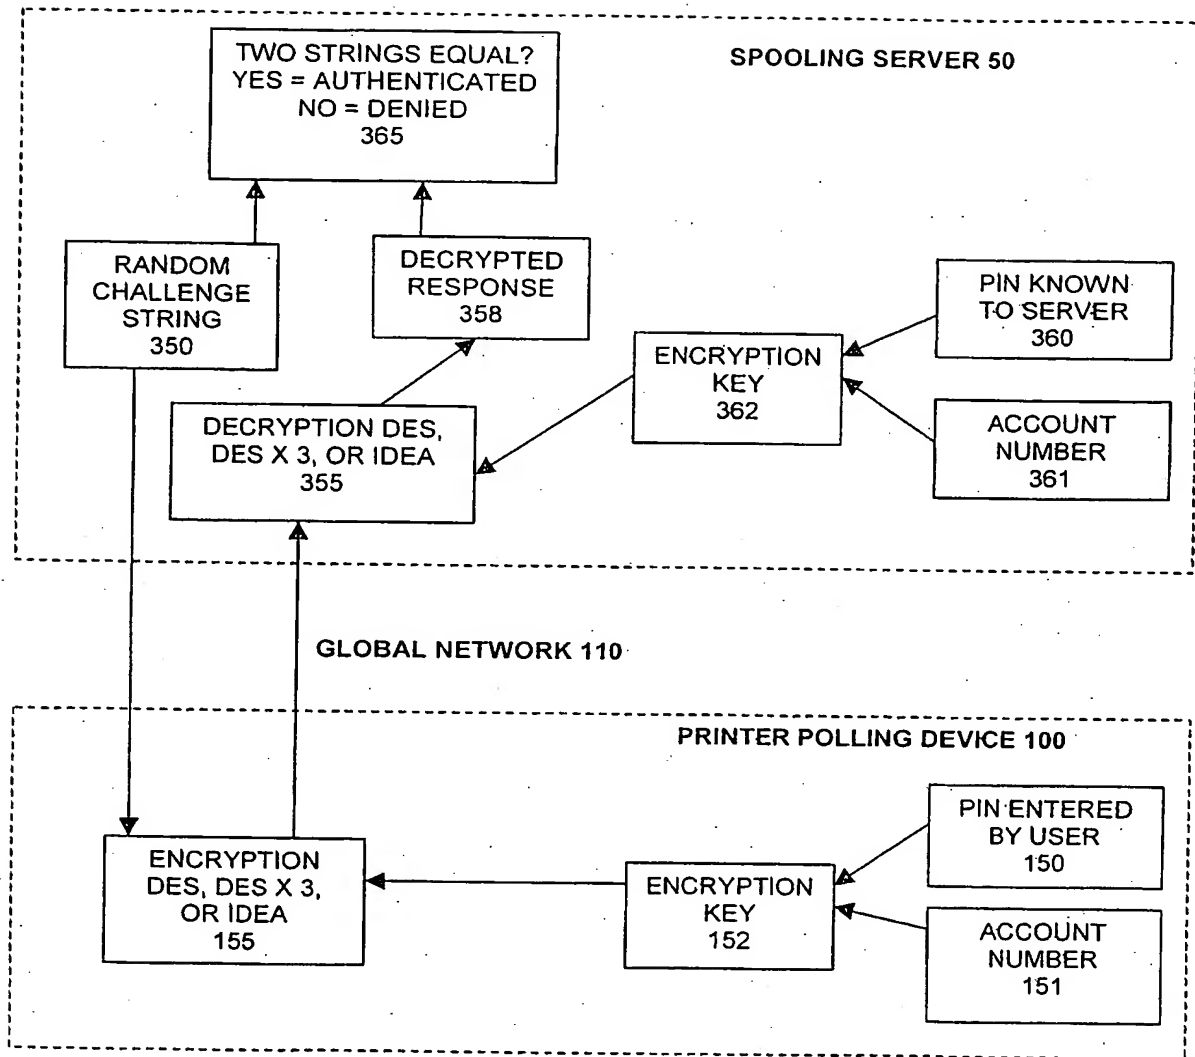 TWO STRINGS EQUAL?
YES = AUTHENTICATED
NO = DENIED
365
SPOOLING SERVER 50
RANDOM
CHALLENGE
STRING
350
DECRYPTED
RESPONSE
358
PIN KNOWN
TO SERVER
360
ENCRYPTION
KEY
362
DECRYPTION DES,
DES X 3, OR IDEA
355
ACCOUNT
NUMBER
361
GLOBAL NETWORK 110
PRINTER POLLING DEVICE 100
PIN ENTERED
BY USER
150
ENCRYPTION
DES, DES X 3,
OR IDEA
155
ENCRYPTION
KEY
152
ACCOUNT
NUMBER
151